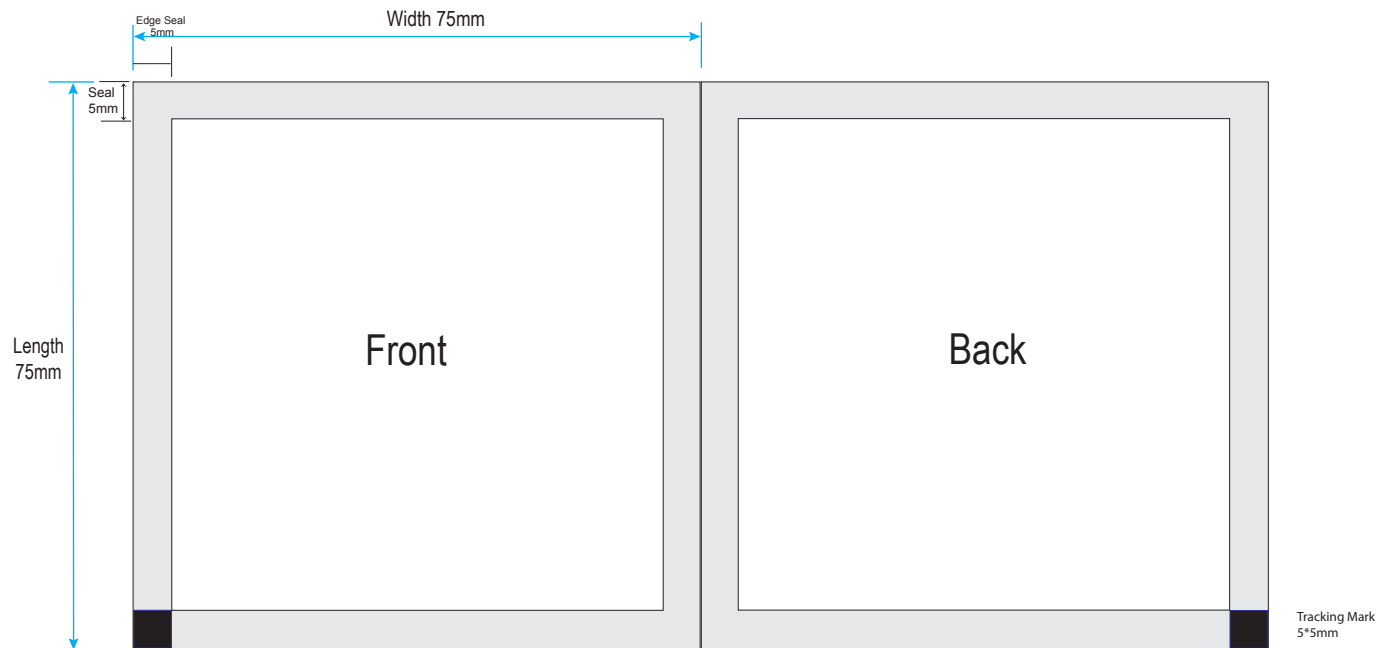 Edge Seal
5mm
Width 75mm
Seal
5mm
Length
75mm
Front
Back
Tracking Mark
5*5mm